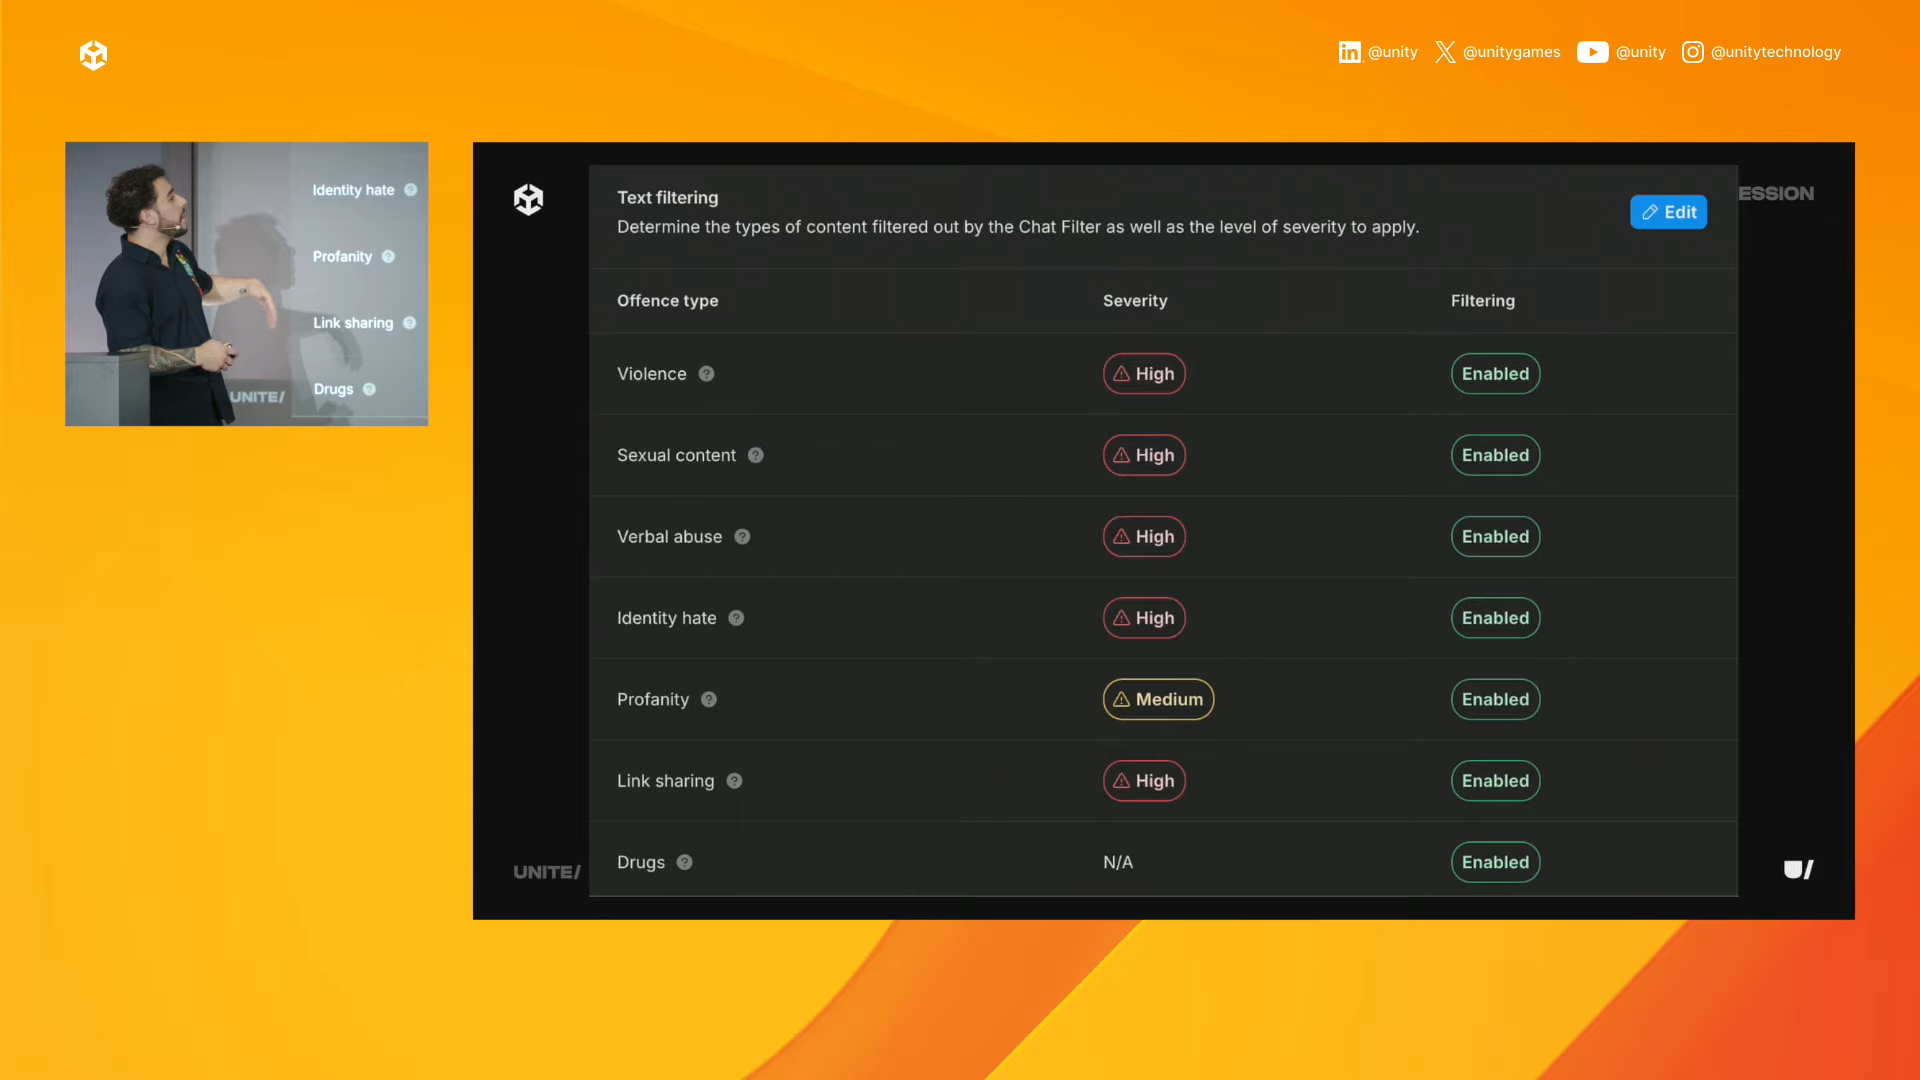 @unity @unitygames @unity @unitytechnology
Identity hate
Profanity
Link sharing
Drugs
UNITE/
ESSION
Text filtering
Edit
Determine the types of content filtered out by the Chat Filter as well as the level of severity to apply.
Offence type Severity Filtering
Violence High Enabled
Sexual content High Enabled
Verbal abuse High Enabled
Identity hate High Enabled
Profanity Medium Enabled
Link sharing High Enabled
Drugs N/A Enabled
UNITE/
U/